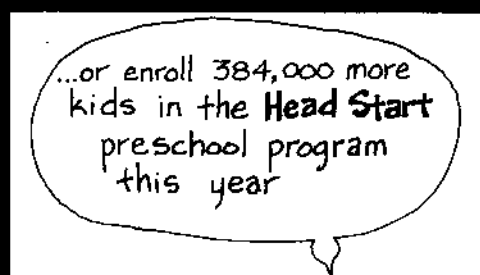 ...or enroll 384,000 more
kids in the Head Start
preschool program
this year